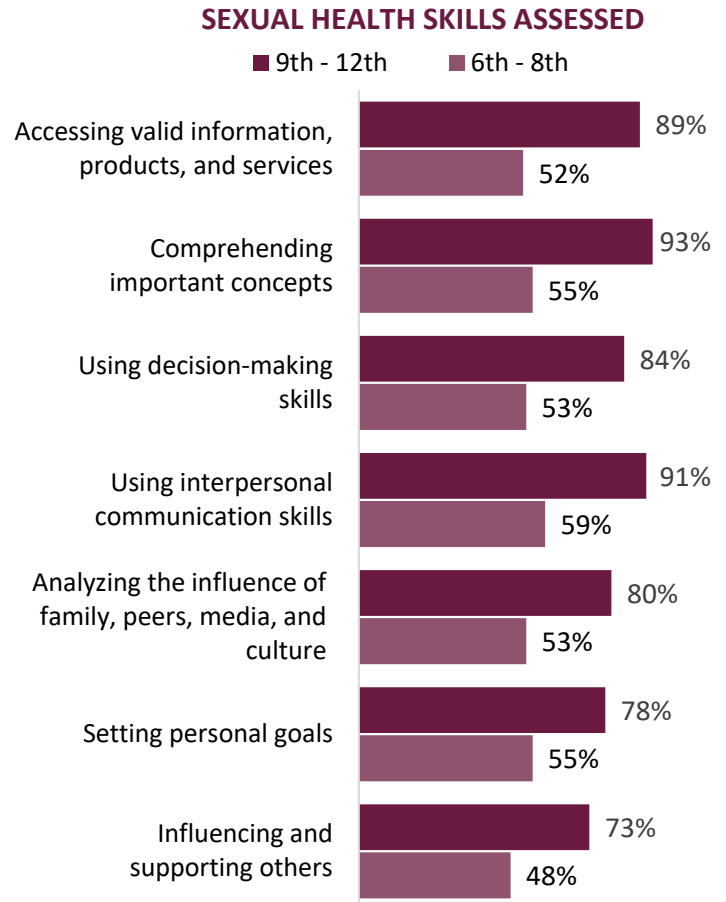 SEXUAL HEALTH SKILLS ASSESSED
9th - 12th 6th - 8th
Accessing valid information,
products, and services
89%
52%
Comprehending
important concepts
93%
55%
Using decision-making
skills
84%
53%
Using interpersonal
communication skills
91%
59%
Analyzing the influence of
family, peers, media, and
culture
80%
53%
Setting personal goals
78%
55%
Influencing and
supporting others
73%
48%